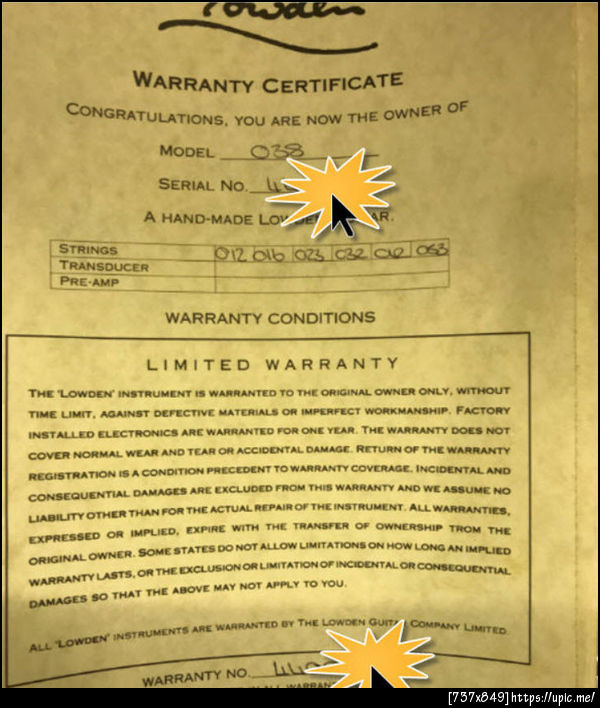 Lowden
WARRANTY CERTIFICATE
CONGRATULATIONS, YOU ARE NOW THE OWNER OF
MODEL 038
SERIAL NO.
A HAND-MADE
STRINGS 012 016 023 032 042 053
TRANSDUCER
PRE-AMP
WARRANTY CONDITIONS
LIMITED WARRANTY
THE 'LOWDEN' INSTRUMENT IS WARRANTED TO THE ORIGINAL OWNER ONLY, WITHOUT
TIME LIMIT, AGAINST DEFECTIVE MATERIALS OR IMPERFECT WORKMANSHIP. FACTORY
INSTALLED ELECTRONICS ARE WARRANTED FOR ONE YEAR. THE WARRANTY DOES NOT
COVER NORMAL WEAR AND TEAR OR ACCIDENTAL DAMAGE. RETURN OF THE WARRANTY
REGISTRATION IS A CONDITION PRECEDENT TO WARRANTY COVERAGE. INCIDENTAL AND
CONSEQUENTIAL DAMAGES ARE EXCLUDED FROM THIS WARRANTY AND WE ASSUME NO
LIABILITY OTHER THAN FOR THE ACTUAL REPAIR OF THE INSTRUMENT. ALL WARRANTIES,
EXPRESSED OR IMPLIED, EXPIRE WITH THE TRANSFER OF OWNERSHIP TROM THE
ORIGINAL OWNER. SOME STATES DO NOT ALLOW LIMITATIONS ON HOW LONG AN IMPLIED
WARRANTY LASTS, OR THE EXCLUSION OR LIMITATION OF INCIDENTAL OR CONSEQUENTIAL
DAMAGES SO THAT THE ABOVE MAY NOT APPLY TO YOU.
ALL 'LOWDEN' INSTRUMENTS ARE WARRANTED BY THE LOWDEN GUITAR COMPANY LIMITED.
WARRANTY NO.
[737x849]https://upic.me/